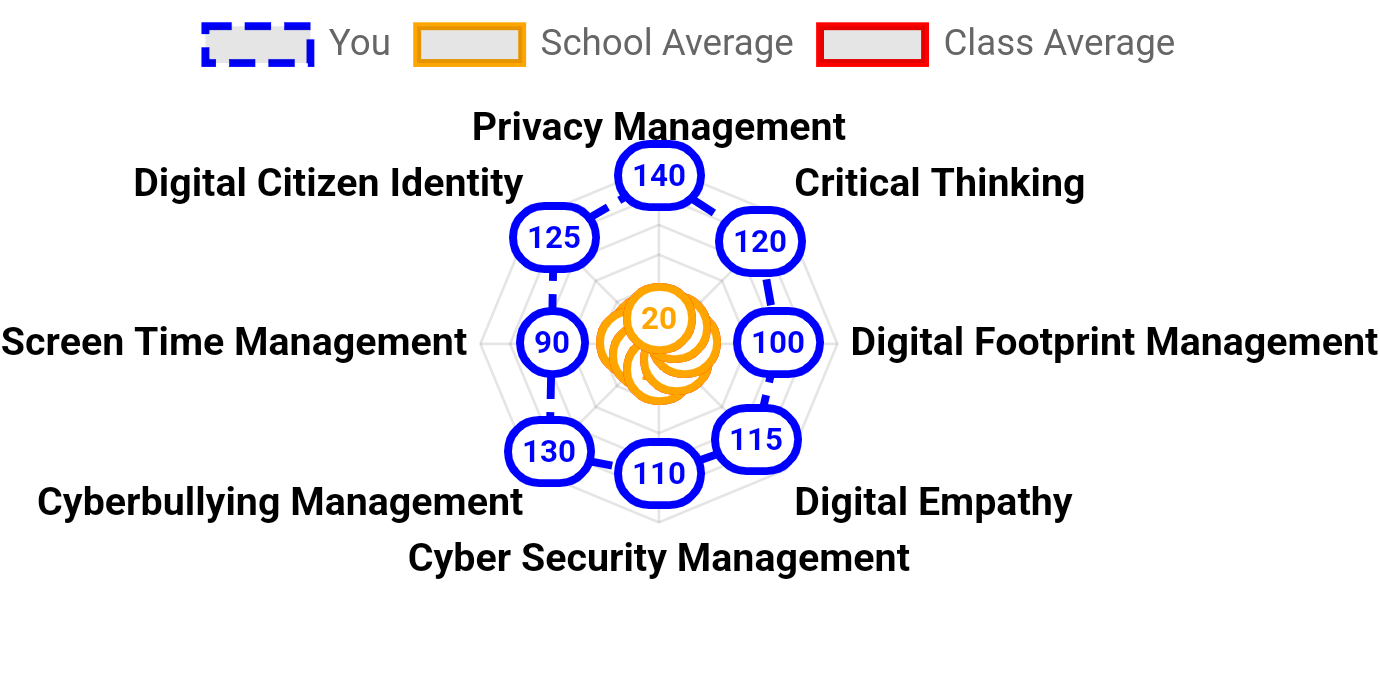 You School Average Class Average
Privacy Management
Digital Citizen Identity Critical Thinking
140
125 120
20
Screen Time Management 90 100 Digital Footprint Management
130 110 115
Cyberbullying Management Digital Empathy
Cyber Security Management